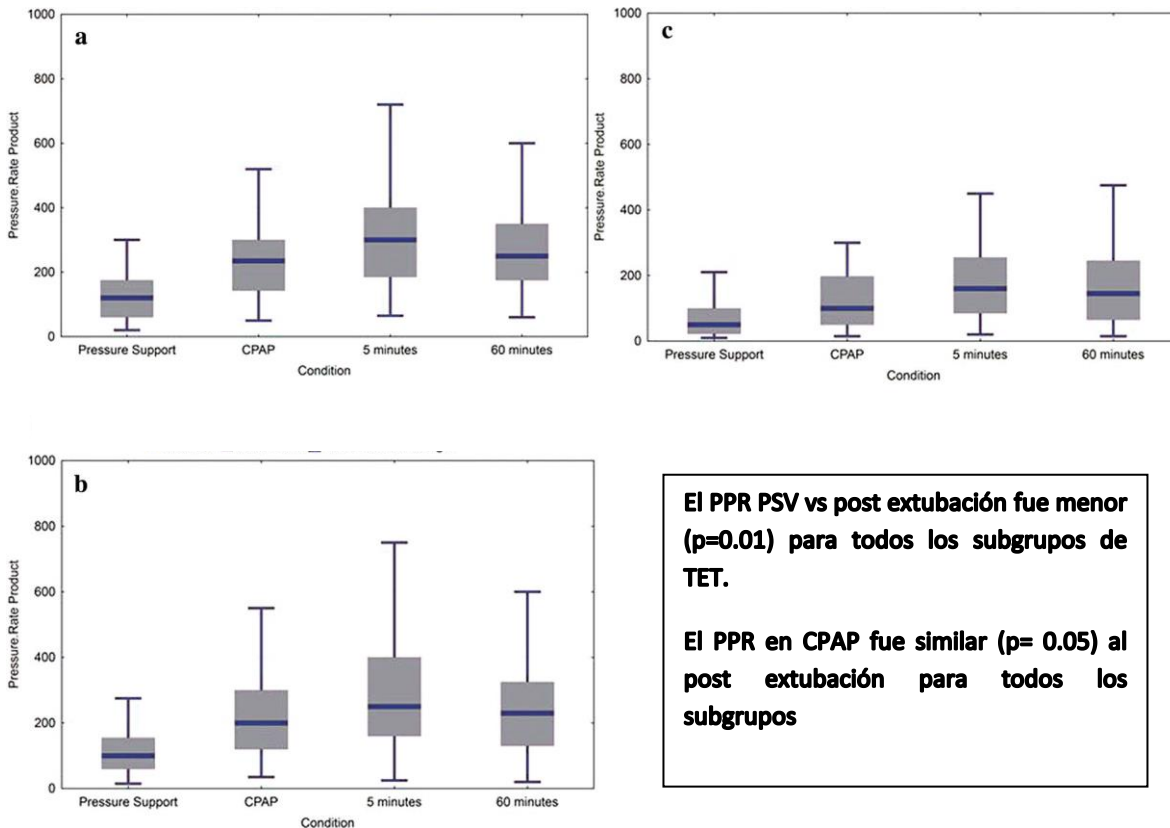 a
1000
800
600
400
200
0
Pressure.Rate Product
Pressure Support CPAP 5 minutes 60 minutes
Condition
c
1000
800
600
400
200
0
Pressure.Rate Product
Pressure Support CPAP 5 minutes 60 minutes
Condition
b
1000
800
600
400
200
0
Pressure.Rate Product
Pressure Support CPAP 5 minutes 60 minutes
Condition
El PPR PSV vs post extubación fue menor
(p=0.01) para todos los subgrupos de
TET.
El PPR en CPAP fue similar (p= 0.05) al
post extubación para todos los
subgrupos